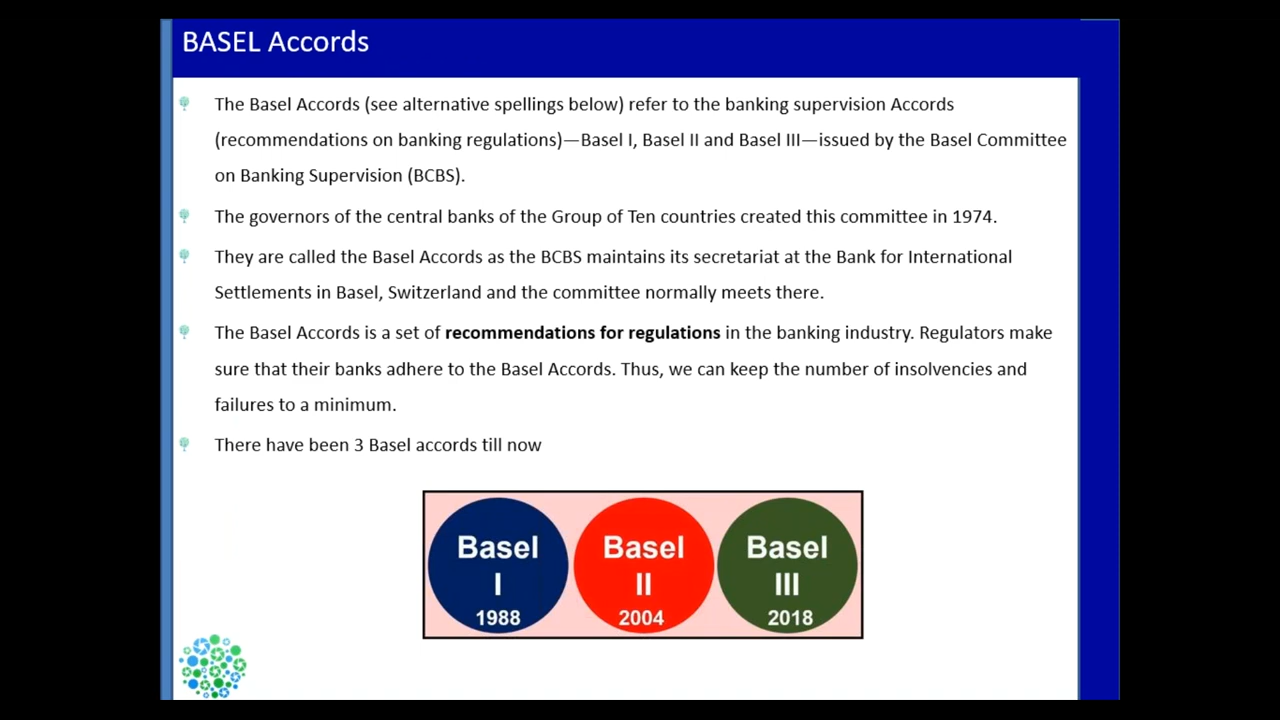 BASEL Accords
The Basel Accords (see alternative spellings below) refer to the banking supervision Accords
(recommendations on banking regulations)—Basel I, Basel II and Basel III—issued by the Basel Committee
on Banking Supervision (BCBS).
The governors of the central banks of the Group of Ten countries created this committee in 1974.
They are called the Basel Accords as the BCBS maintains its secretariat at the Bank for International
Settlements in Basel, Switzerland and the committee normally meets there.
The Basel Accords is a set of recommendations for regulations in the banking industry. Regulators make
sure that their banks adhere to the Basel Accords. Thus, we can keep the number of insolvencies and
failures to a minimum.
There have been 3 Basel accords till now
Basel
I
1988
Basel
II
2004
Basel
III
2018